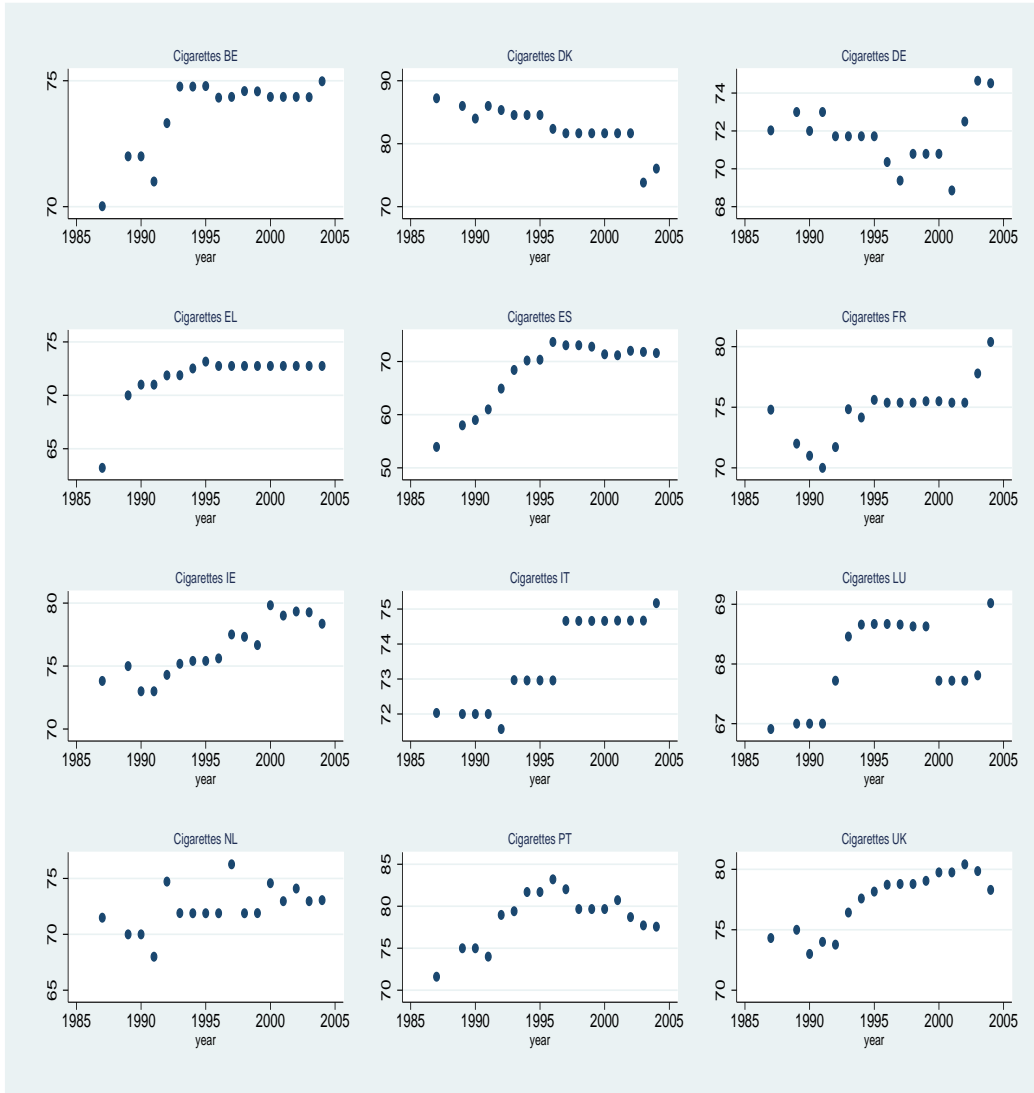 Cigarettes BE
75
70
1985 1990 1995 2000 2005
year
Cigarettes DK
90
80
70
1985 1990 1995 2000 2005
year
Cigarettes DE
74
72
70
68
1985 1990 1995 2000 2005
year
Cigarettes EL
75
70
65
1985 1990 1995 2000 2005
year
Cigarettes ES
70
60
50
1985 1990 1995 2000 2005
year
Cigarettes FR
80
75
70
1985 1990 1995 2000 2005
year
Cigarettes IE
80
75
70
1985 1990 1995 2000 2005
year
Cigarettes IT
75
74
73
72
1985 1990 1995 2000 2005
year
Cigarettes LU
69
68
67
1985 1990 1995 2000 2005
year
Cigarettes NL
75
70
65
1985 1990 1995 2000 2005
year
Cigarettes PT
85
80
75
70
1985 1990 1995 2000 2005
year
Cigarettes UK
80
75
70
1985 1990 1995 2000 2005
year